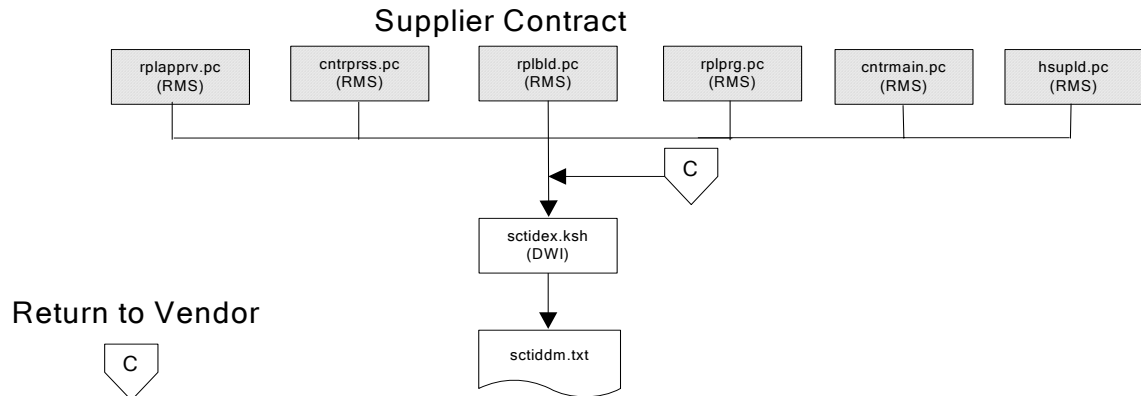 Supplier Contract
rplapprv.pc
(RMS)
cntrprss.pc
(RMS)
rplbld.pc
(RMS)
rplprg.pc
(RMS)
cntrmain.pc
(RMS)
hsupld.pc
(RMS)
C
sctidex.ksh
(DWI)
Return to Vendor
sctiddm.txt
C